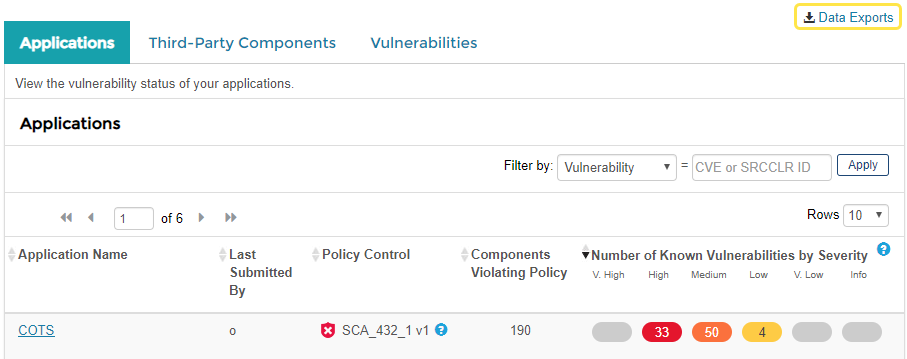 Data Exports
Applications Third-Party Components Vulnerabilities
View the vulnerability status of your applications.
Applications
Filter by: Vulnerability = CVE or SRCCLR ID Apply
1 of 6 Rows 10
Application Name Last Submitted By Policy Control Components Violating Policy Number of Known Vulnerabilities by Severity ?
V. High High Medium Low V. Low Info
COTS o SCA_432_1 v1 ? 190 33 50 4